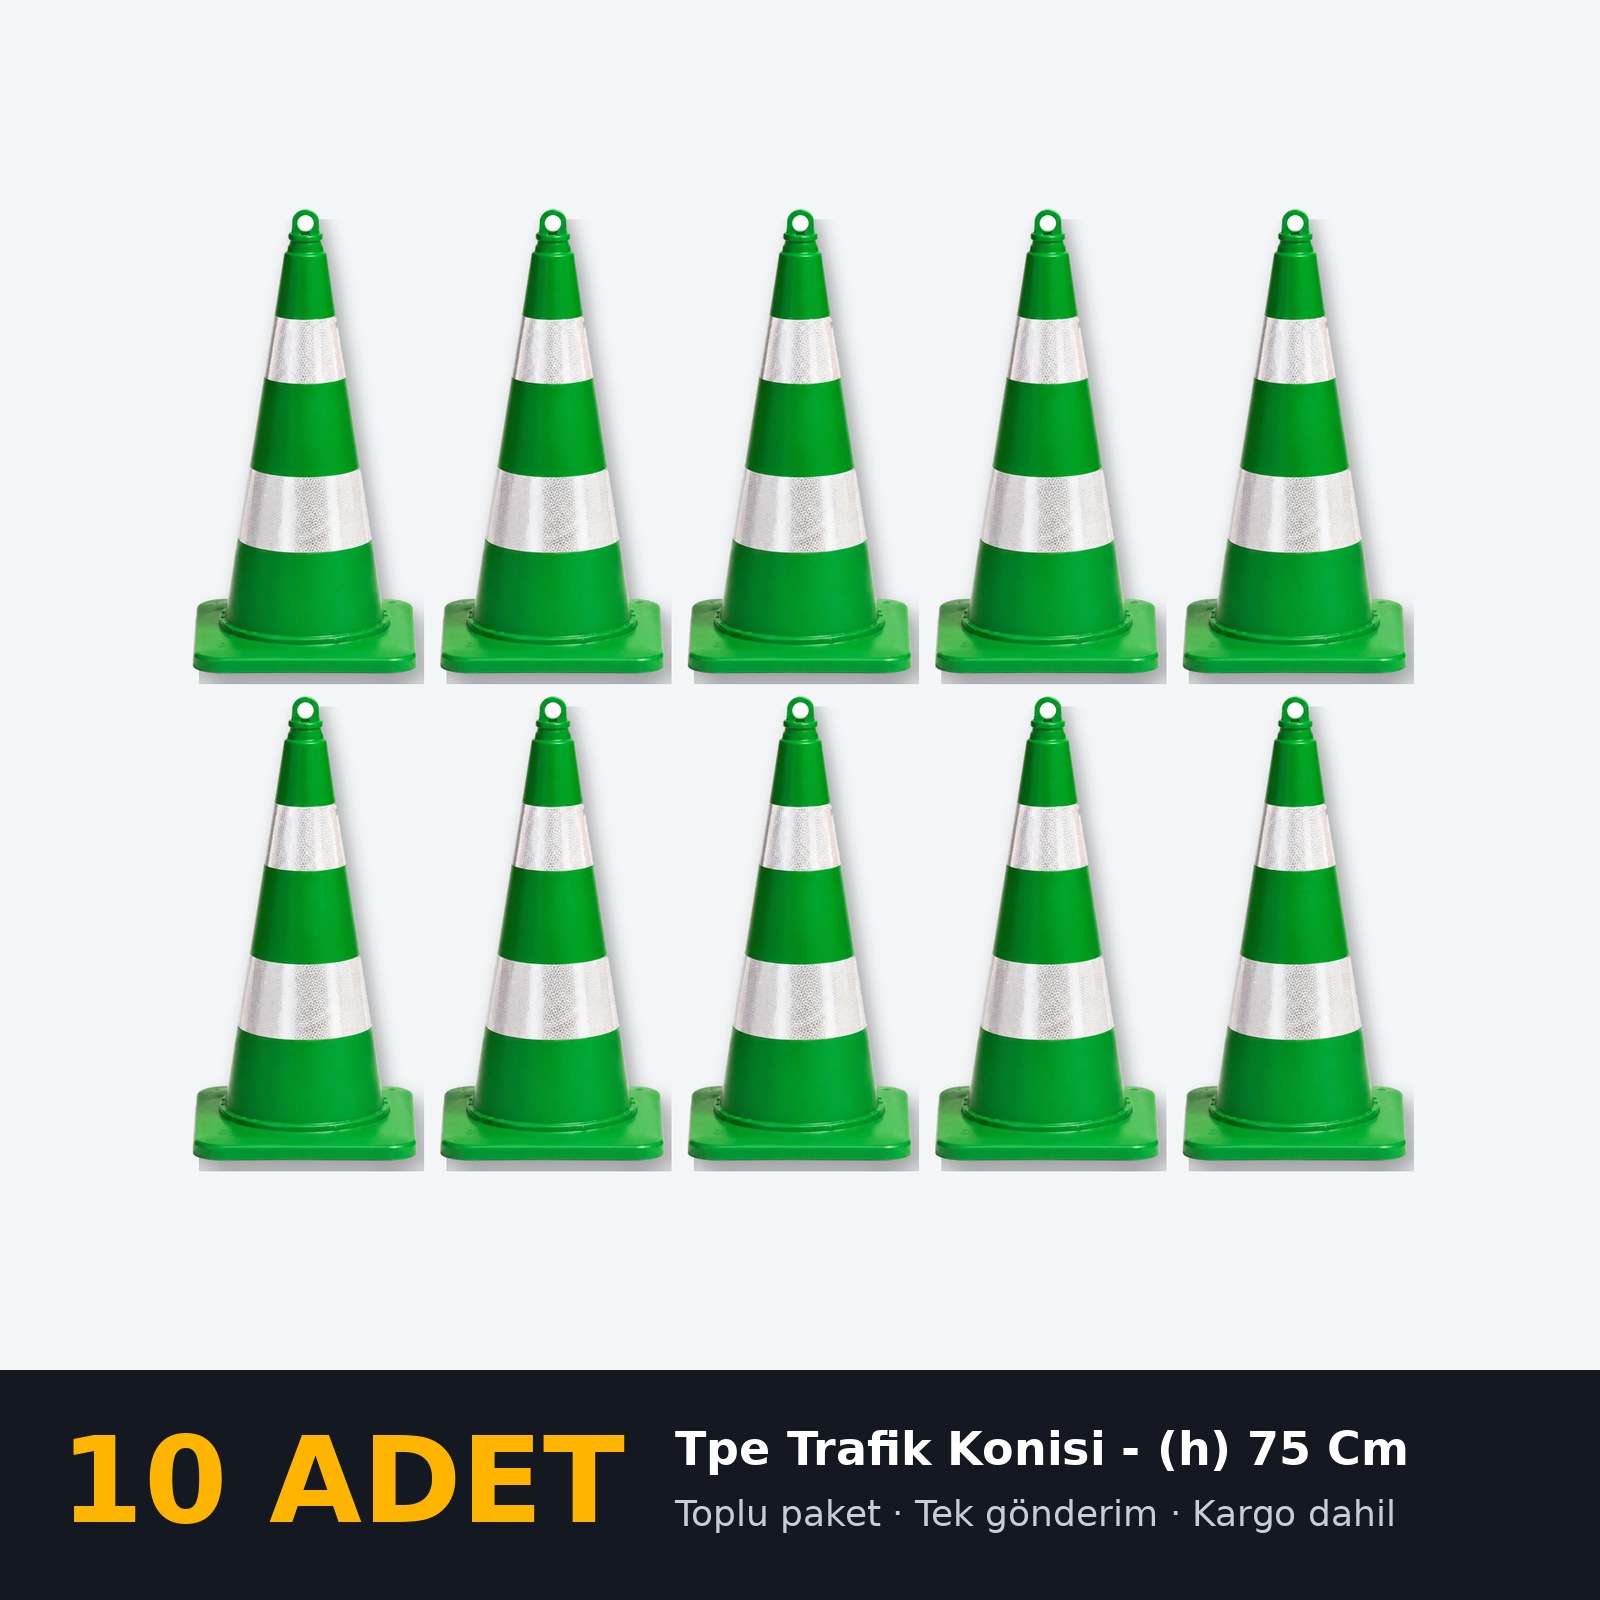 10 ADET
Tpe Trafik Konisi - (h) 75 Cm
Toplu paket · Tek gönderim · Kargo dahil